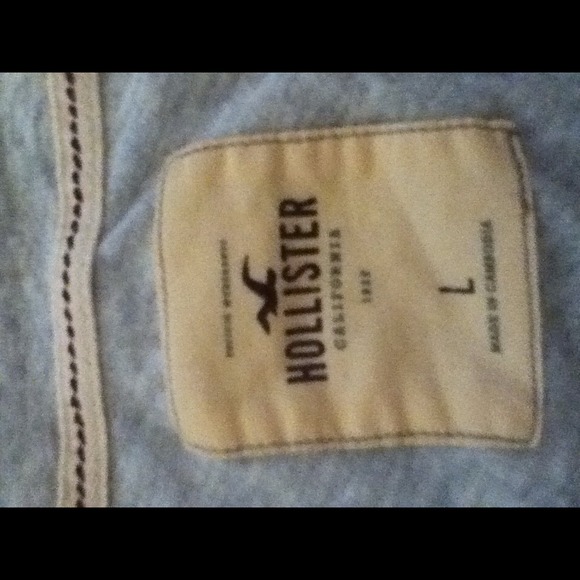 HOLLISTER
CALIFORNIA
1922
L
MADE IN CAMBODIA